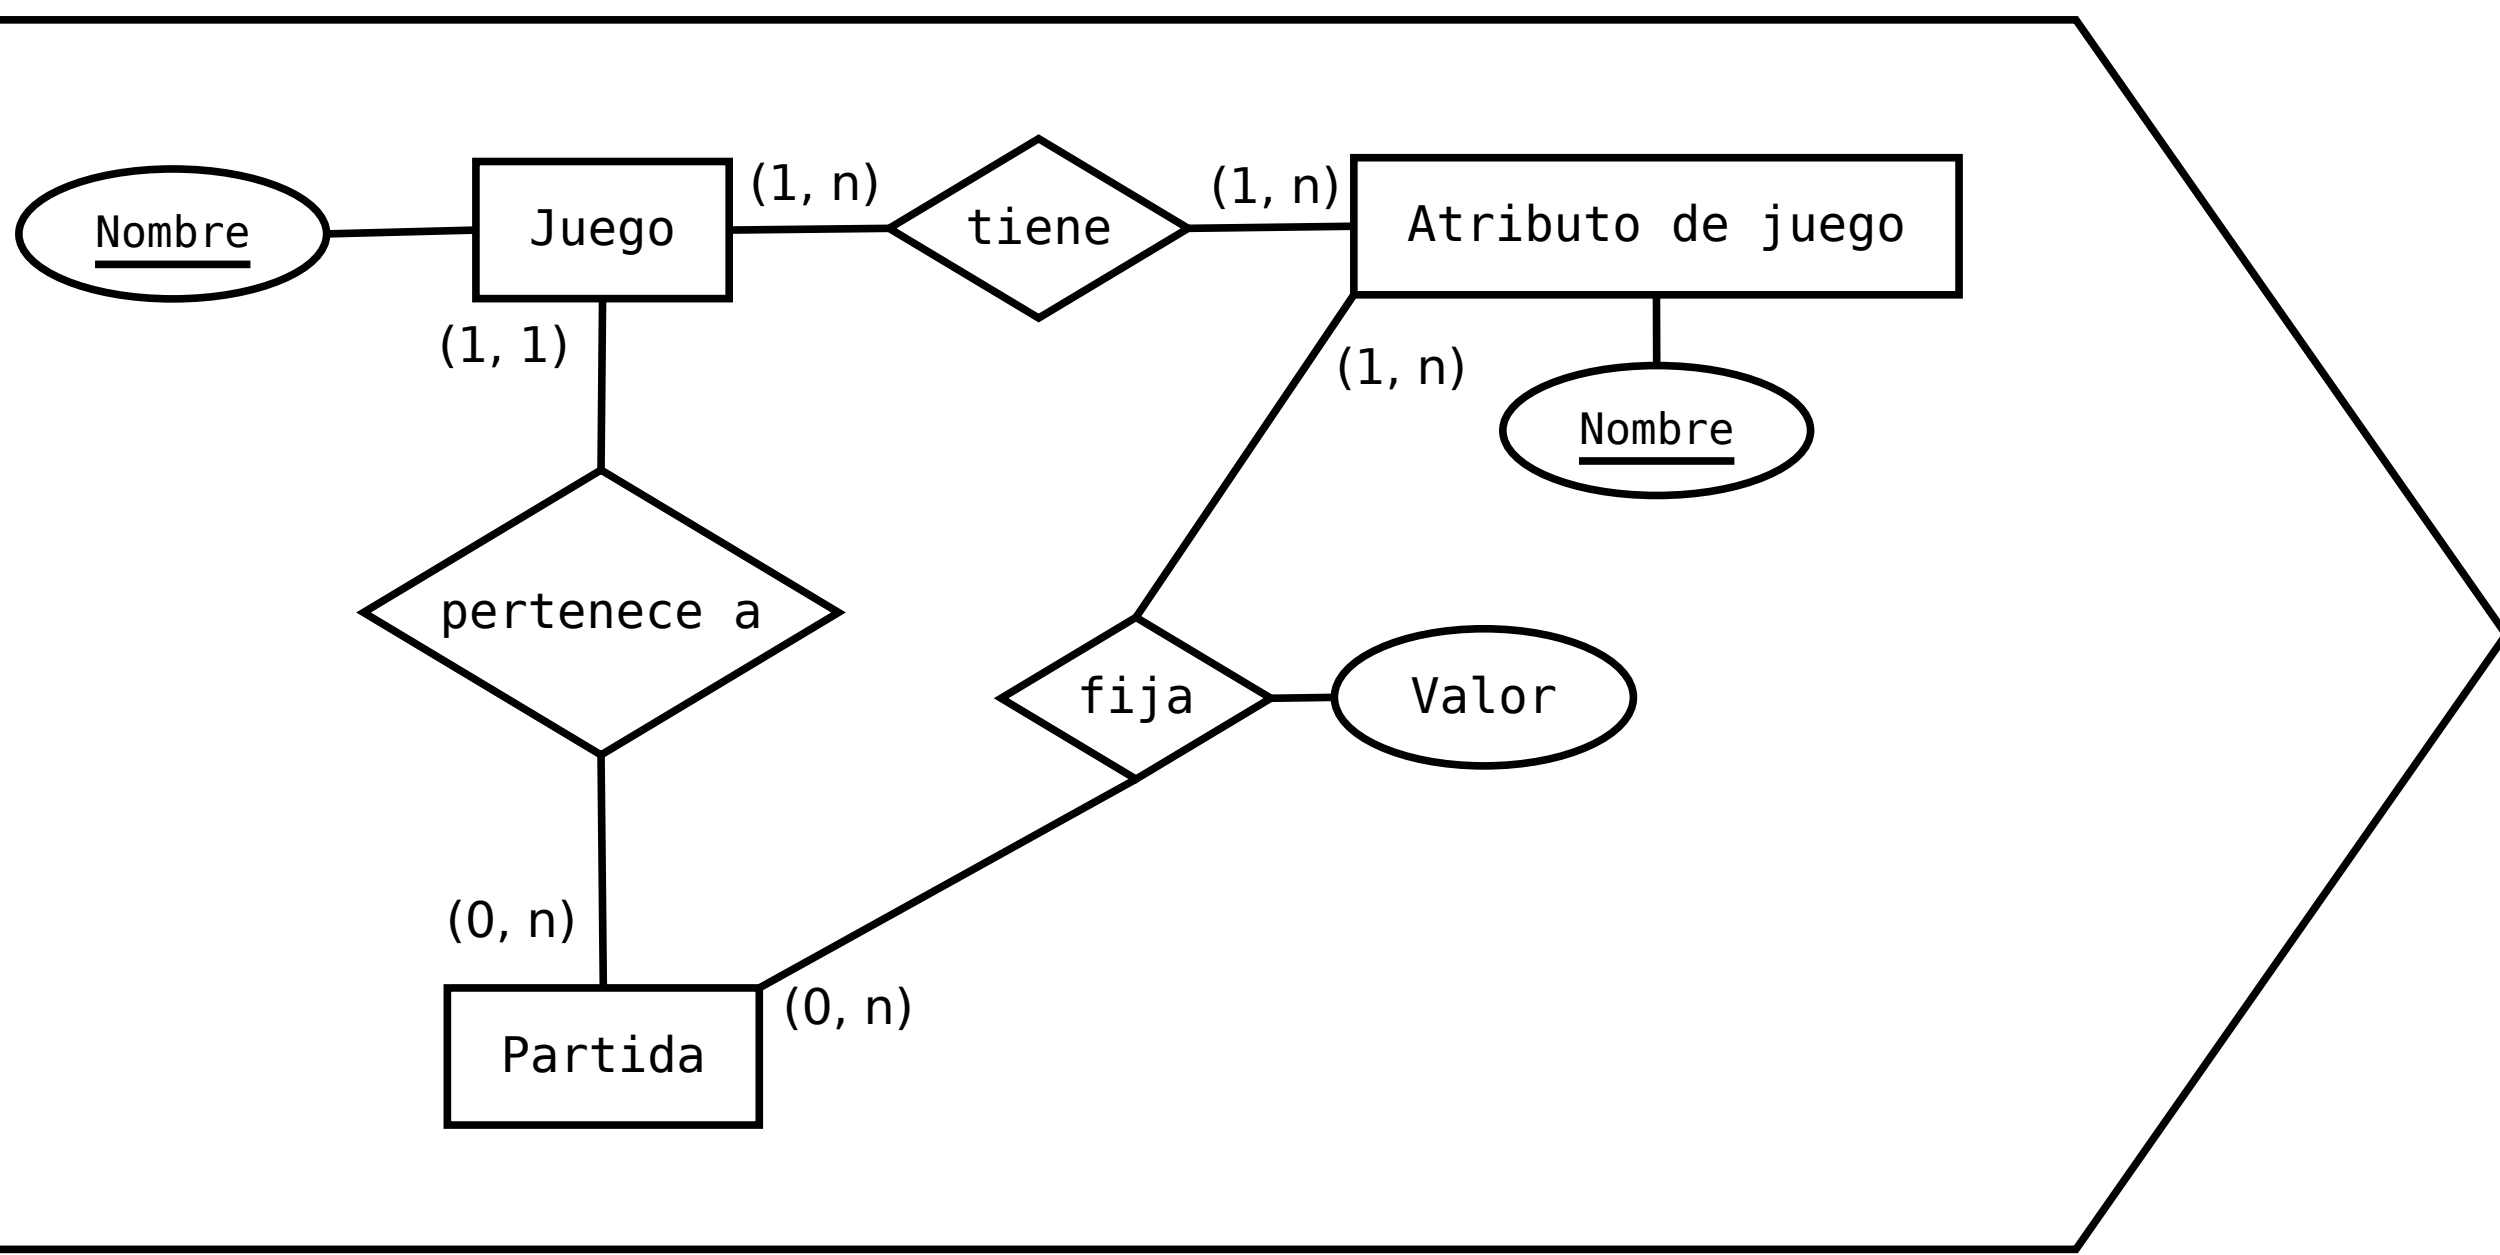 Nombre
Juego
(1, n)
tiene
(1, n)
Atributo de juego
(1, 1)
(1, n)
Nombre
pertenece a
fija
Valor
(0, n)
(0, n)
Partida